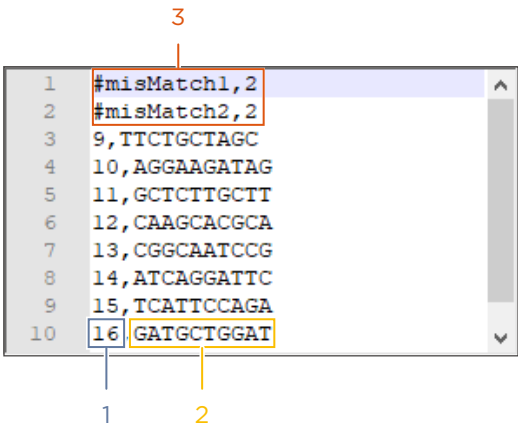 3
1 #misMatch1,2
2 #misMatch2,2
3 9,TTCTGCTAGC
4 10,AGGAAGATAG
5 11,GCTCTTGCTT
6 12,CAAGCACGCA
7 13,CGGCAATCCG
8 14,ATCAGGATTC
9 15,TCATTCCAGA
10 16,GATGCTGGAT
1 2